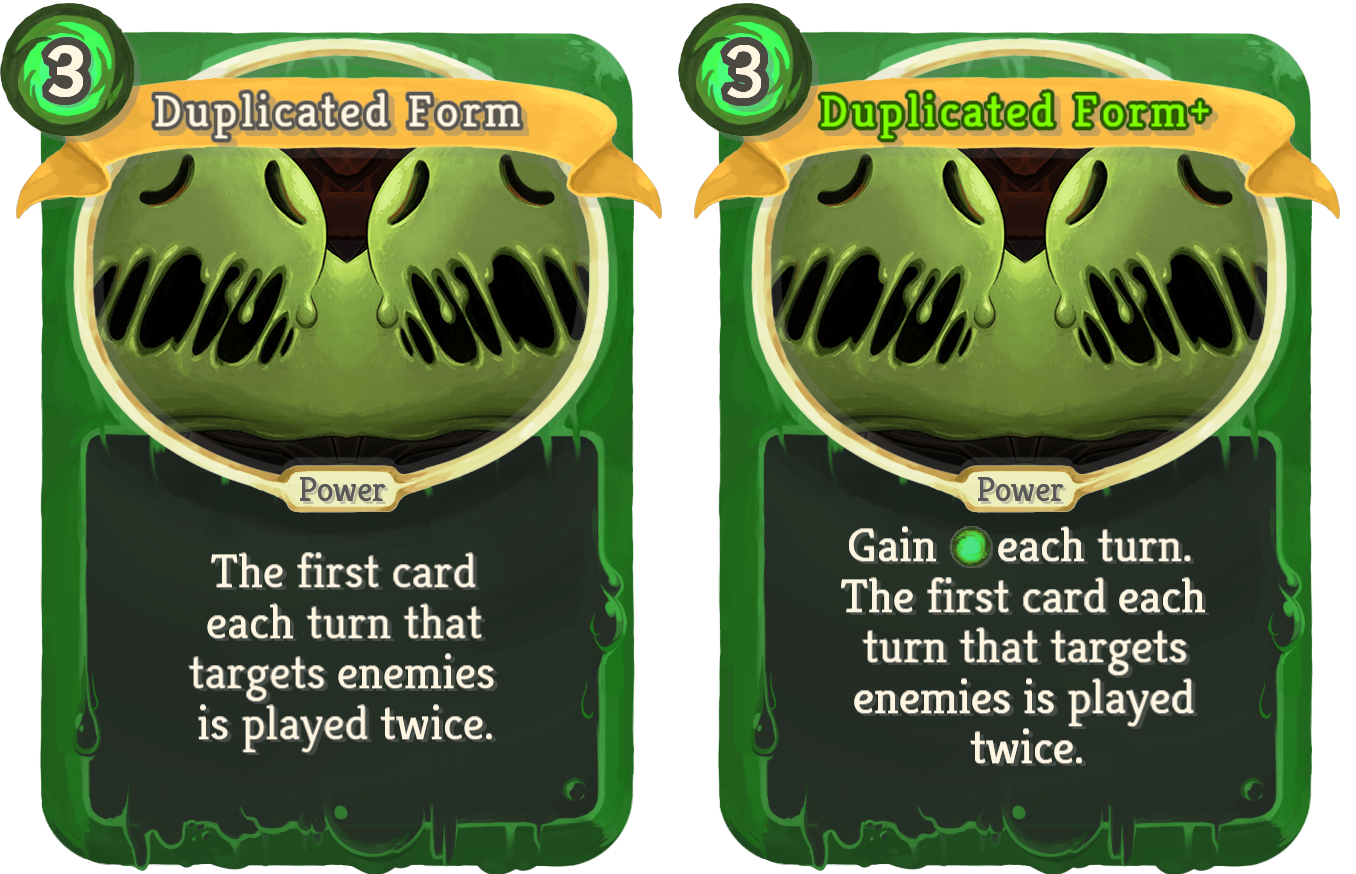 3
Duplicated Form
Power
The first card
each turn that
targets enemies
is played twice.
3
Duplicated Form+
Power
Gain each turn.
The first card each
turn that targets
enemies is played
twice.